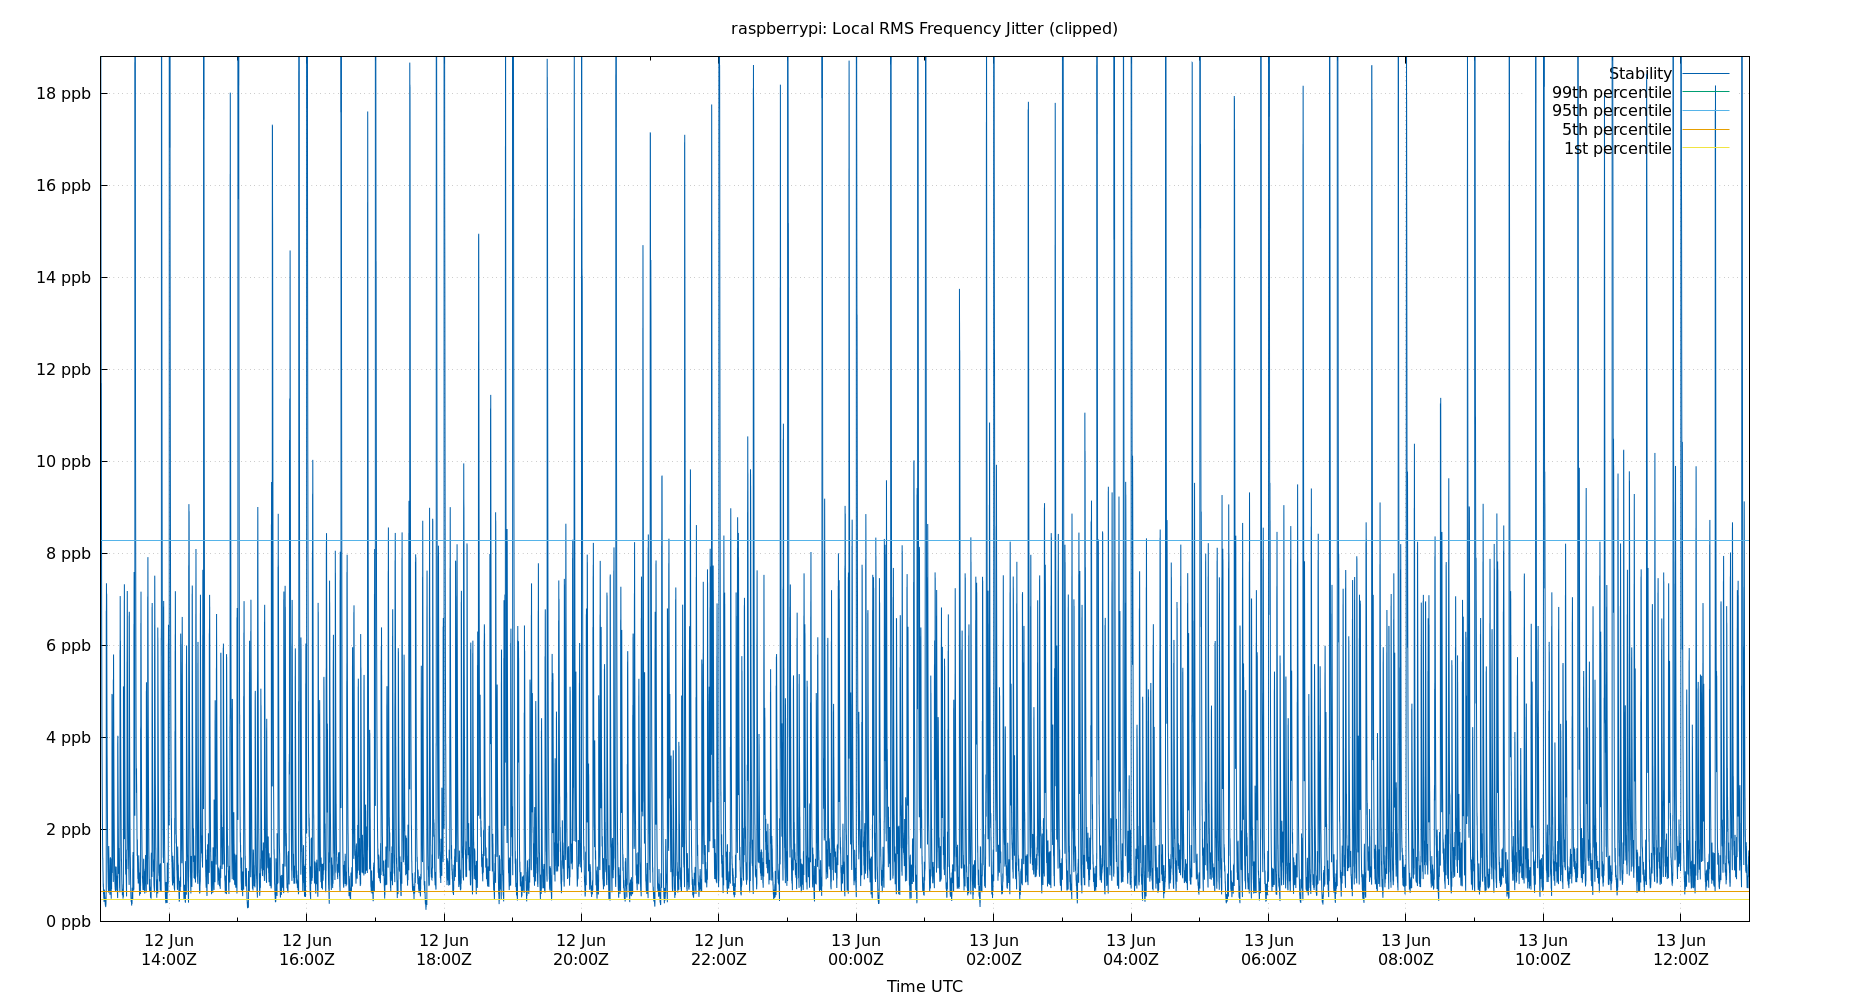 raspberrypi: Local RMS Frequency Jitter (clipped)
Stability
99th percentile
95th percentile
5th percentile
1st percentile
18 ppb
16 ppb
14 ppb
12 ppb
10 ppb
8 ppb
6 ppb
4 ppb
2 ppb
0 ppb
12 Jun 12 Jun 12 Jun 12 Jun 12 Jun 13 Jun 13 Jun 13 Jun 13 Jun 13 Jun 13 Jun 13 Jun
14:00Z 16:00Z 18:00Z 20:00Z 22:00Z 00:00Z 02:00Z 04:00Z 06:00Z 08:00Z 10:00Z 12:00Z
Time UTC